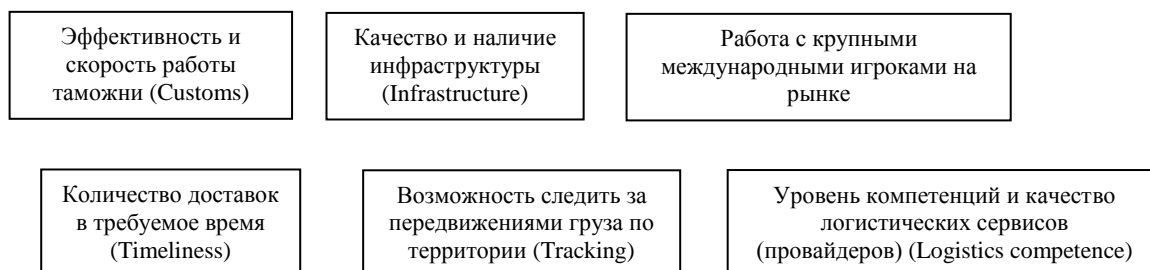 Эффективность и
скорость работы
таможни (Customs)
Качество и наличие
инфраструктуры
(Infrastructure)
Работа с крупными
международными игроками на
рынке
Количество доставок
в требуемое время
(Timeliness)
Возможность следить за
передвижениями груза по
территории (Tracking)
Уровень компетенций и качество
логистических сервисов
(провайдеров) (Logistics competence)